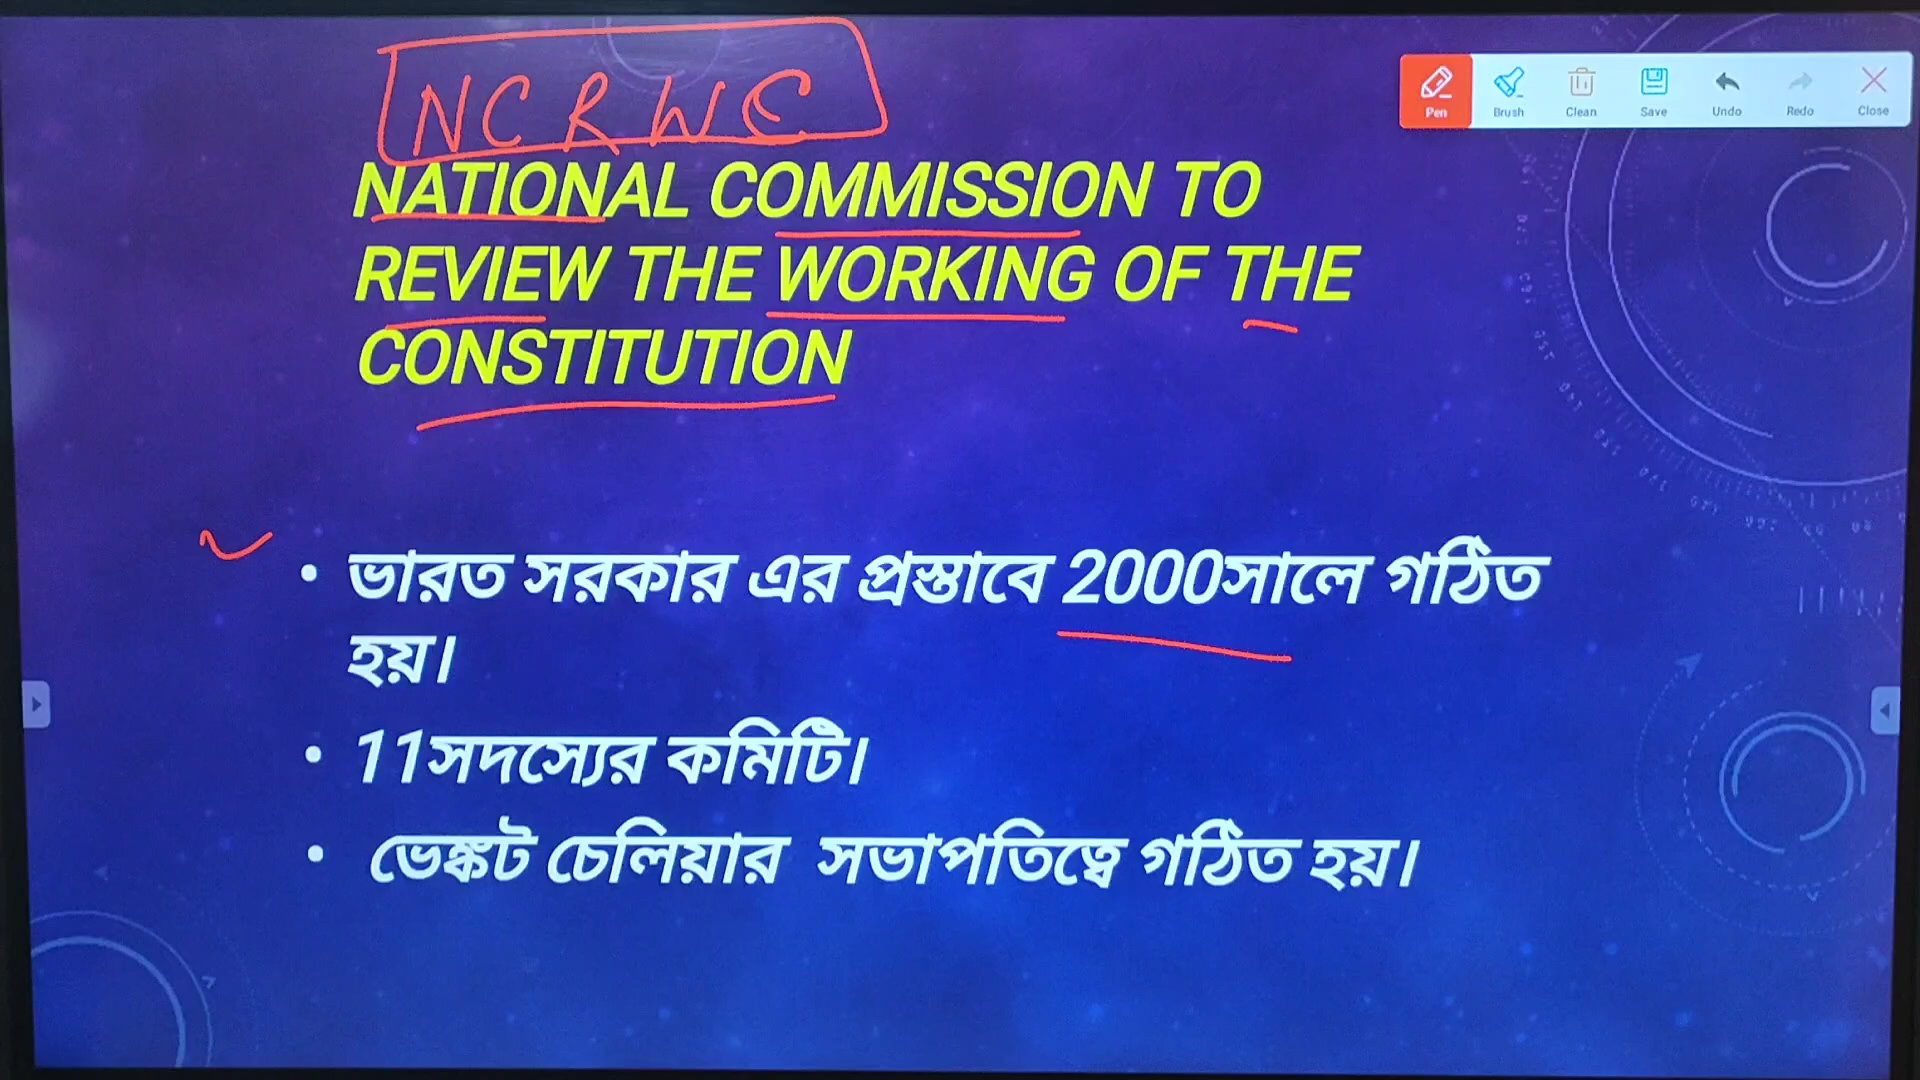 NCRWC
Pen Brush Clean Save Undo Redo Close
NATIONAL COMMISSION TO
REVIEW THE WORKING OF THE
CONSTITUTION
• ভারত সরকার এর প্রস্তাবে 2000সালে গঠিত
হয়।
• 11সদস্যের কমিটি।
• ভেঙ্কট চেলিয়ার সভাপতিত্বে গঠিত হয়।